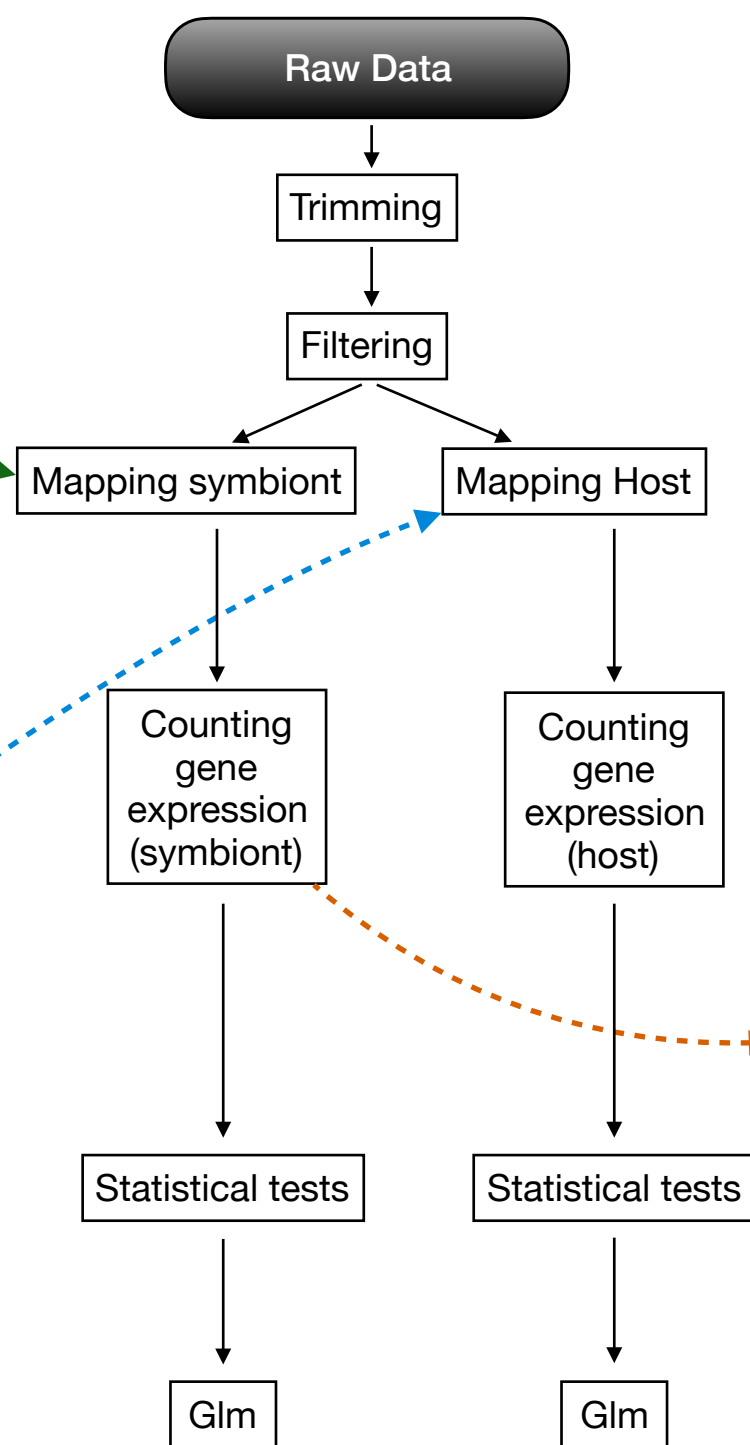 Raw Data
Trimming
Filtering
Mapping symbiont
Mapping Host
Counting
gene
expression
(symbiont)
Counting
gene
expression
(host)
Statistical tests
Statistical tests
Glm
Glm